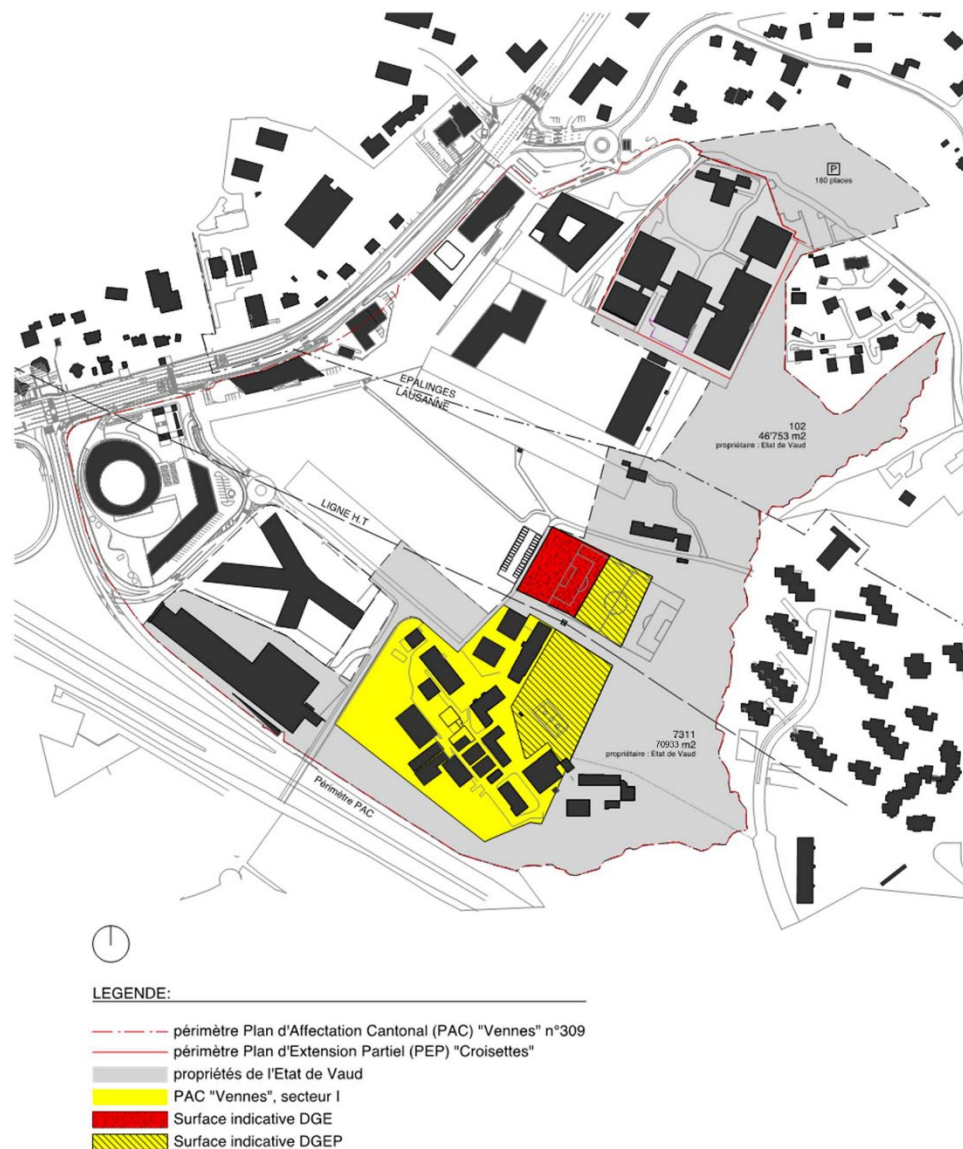 P
180 places
EPALINGES
LAUSANNE
102
46'753 m2
propriétaire : Etat de Vaud
LIGNE H.T
7311
70933 m2
propriétaire : Etat de Vaud
Périmètre PAC
LEGENDE:
périmètre Plan d'Affectation Cantonal (PAC) "Vennes" n°309
périmètre Plan d'Extension Partiel (PEP) "Croisettes"
propriétés de l'Etat de Vaud
PAC "Vennes", secteur I
Surface indicative DGE
Surface indicative DGEP